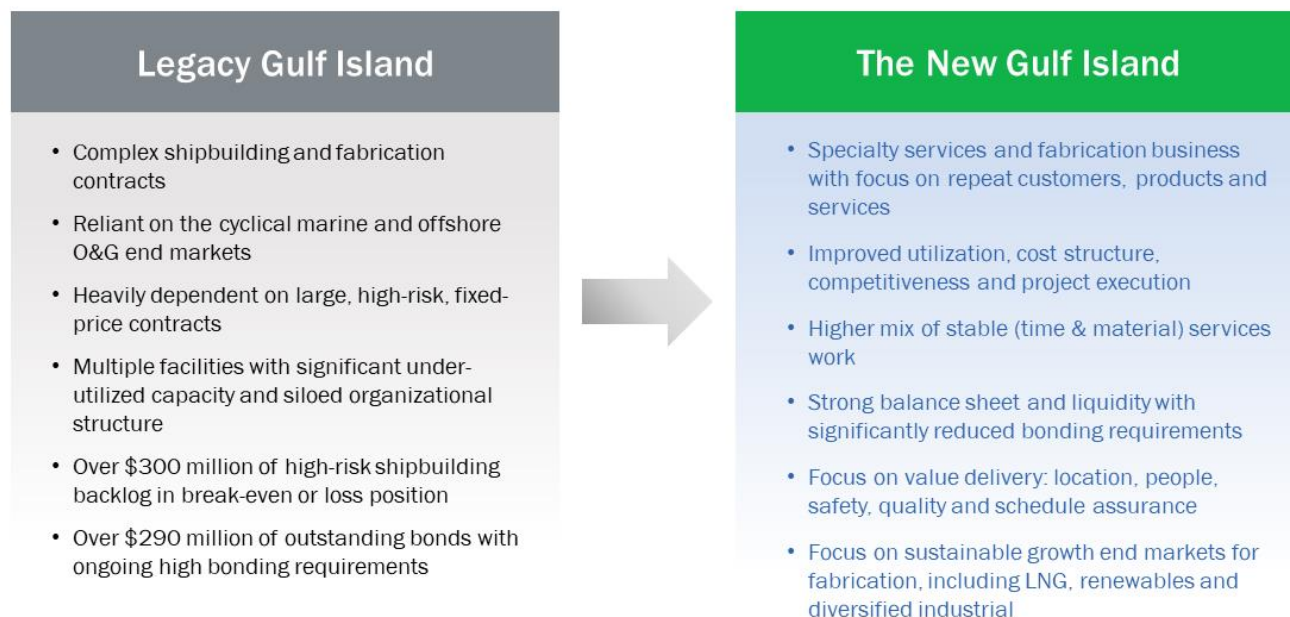 Legacy Gulf Island
• Complex shipbuilding and fabrication
contracts
• Reliant on the cyclical marine and offshore
O&G end markets
• Heavily dependent on large, high-risk, fixed-
price contracts
• Multiple facilities with significant under-
utilized capacity and siloed organizational
structure
• Over $300 million of high-risk shipbuilding
backlog in break-even or loss position
• Over $290 million of outstanding bonds with
ongoing high bonding requirements
The New Gulf Island
• Specialty services and fabrication business
with focus on repeat customers, products and
services
• Improved utilization, cost structure,
competitiveness and project execution
• Higher mix of stable (time & material) services
work
• Strong balance sheet and liquidity with
significantly reduced bonding requirements
• Focus on value delivery: location, people,
safety, quality and schedule assurance
• Focus on sustainable growth end markets for
fabrication, including LNG, renewables and
diversified industrial